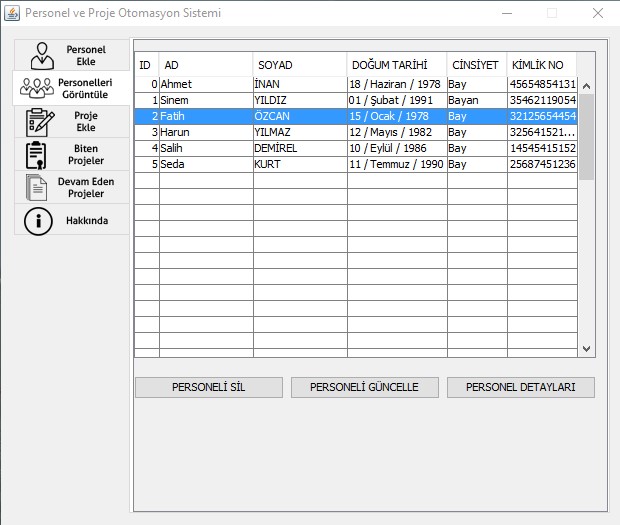 Personel ve Proje Otomasyon Sistemi
Personel
Ekle
Personelleri
Görüntüle
Proje
Ekle
Biten
Projeler
Devam Eden
Projeler
Hakkında
ID AD SOYAD DOĞUM TARİHİ CİNSİYET KİMLİK NO
0 Ahmet İNAN 18 / Haziran / 1978 Bay 45654854131
1 Sinem YILDIZ 01 / Şubat / 1991 Bayan 35462119054
2 Fatih ÖZCAN 15 / Ocak / 1978 Bay 32125654454
3 Harun YILMAZ 12 / Mayıs / 1982 Bay 325641521...
4 Salih DEMİREL 10 / Eylül / 1986 Bay 14545415152
5 Seda KURT 11 / Temmuz / 1990 Bay 25687451236
PERSONELİ SİL PERSONELİ GÜNCELLE PERSONEL DETAYLARI